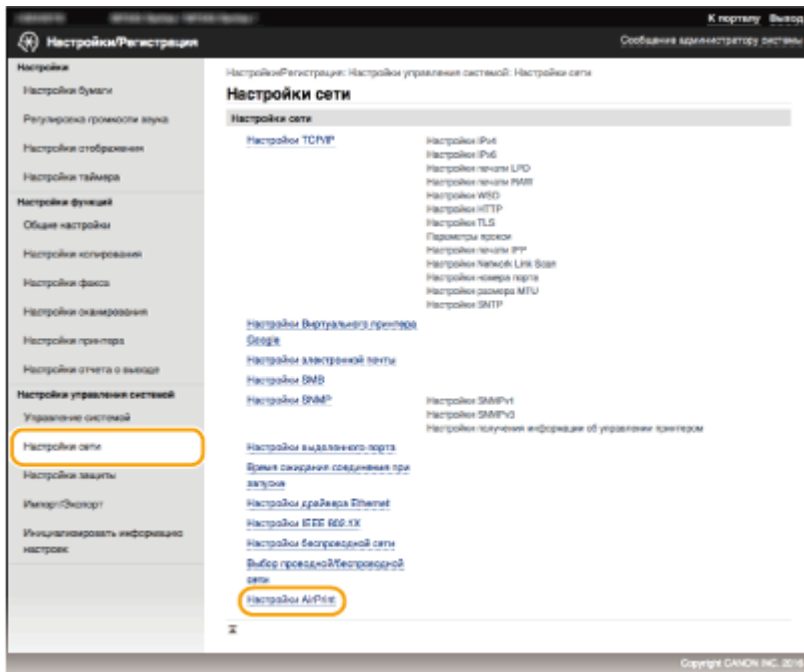 К порталу Выход
Настройки/Регистрация
Сообщение администратору системы
Настройки
Настройки бумаги
Регулировка громкости звука
Настройки отображения
Настройки таймера
Настройки функций
Общие настройки
Настройки копирования
Настройки факса
Настройки сканирования
Настройки принтера
Настройки отчета о выводе
Настройки управления системой
Управление системой
Настройки сети
Настройки защиты
Импорт/Экспорт
Инициализировать информацию
настроек
Настройки/Регистрация: Настройки управления системой: Настройки сети
Настройки сети
Настройки сети
Настройки TCP/IP
Настройки IPv4
Настройки IPv6
Настройки печати LPD
Настройки печати RAW
Настройки WSD
Настройки HTTP
Настройки TLS
Параметры прокси
Настройки печати IPP
Настройки Network Link Scan
Настройки номера порта
Настройки размера MTU
Настройки SNTP
Настройки Виртуального принтера
Google
Настройки электронной почты
Настройки SMB
Настройки SNMP
Настройки SNMPv1
Настройки SNMPv3
Настройки получения информации об управлении принтером
Настройки выделенного порта
Время ожидания соединения при
запуске
Настройки драйвера Ethernet
Настройки IEEE 802.1X
Настройки беспроводной сети
Выбор проводной/беспроводной
сети
Настройки AirPrint
Copyright CANON INC. 2015